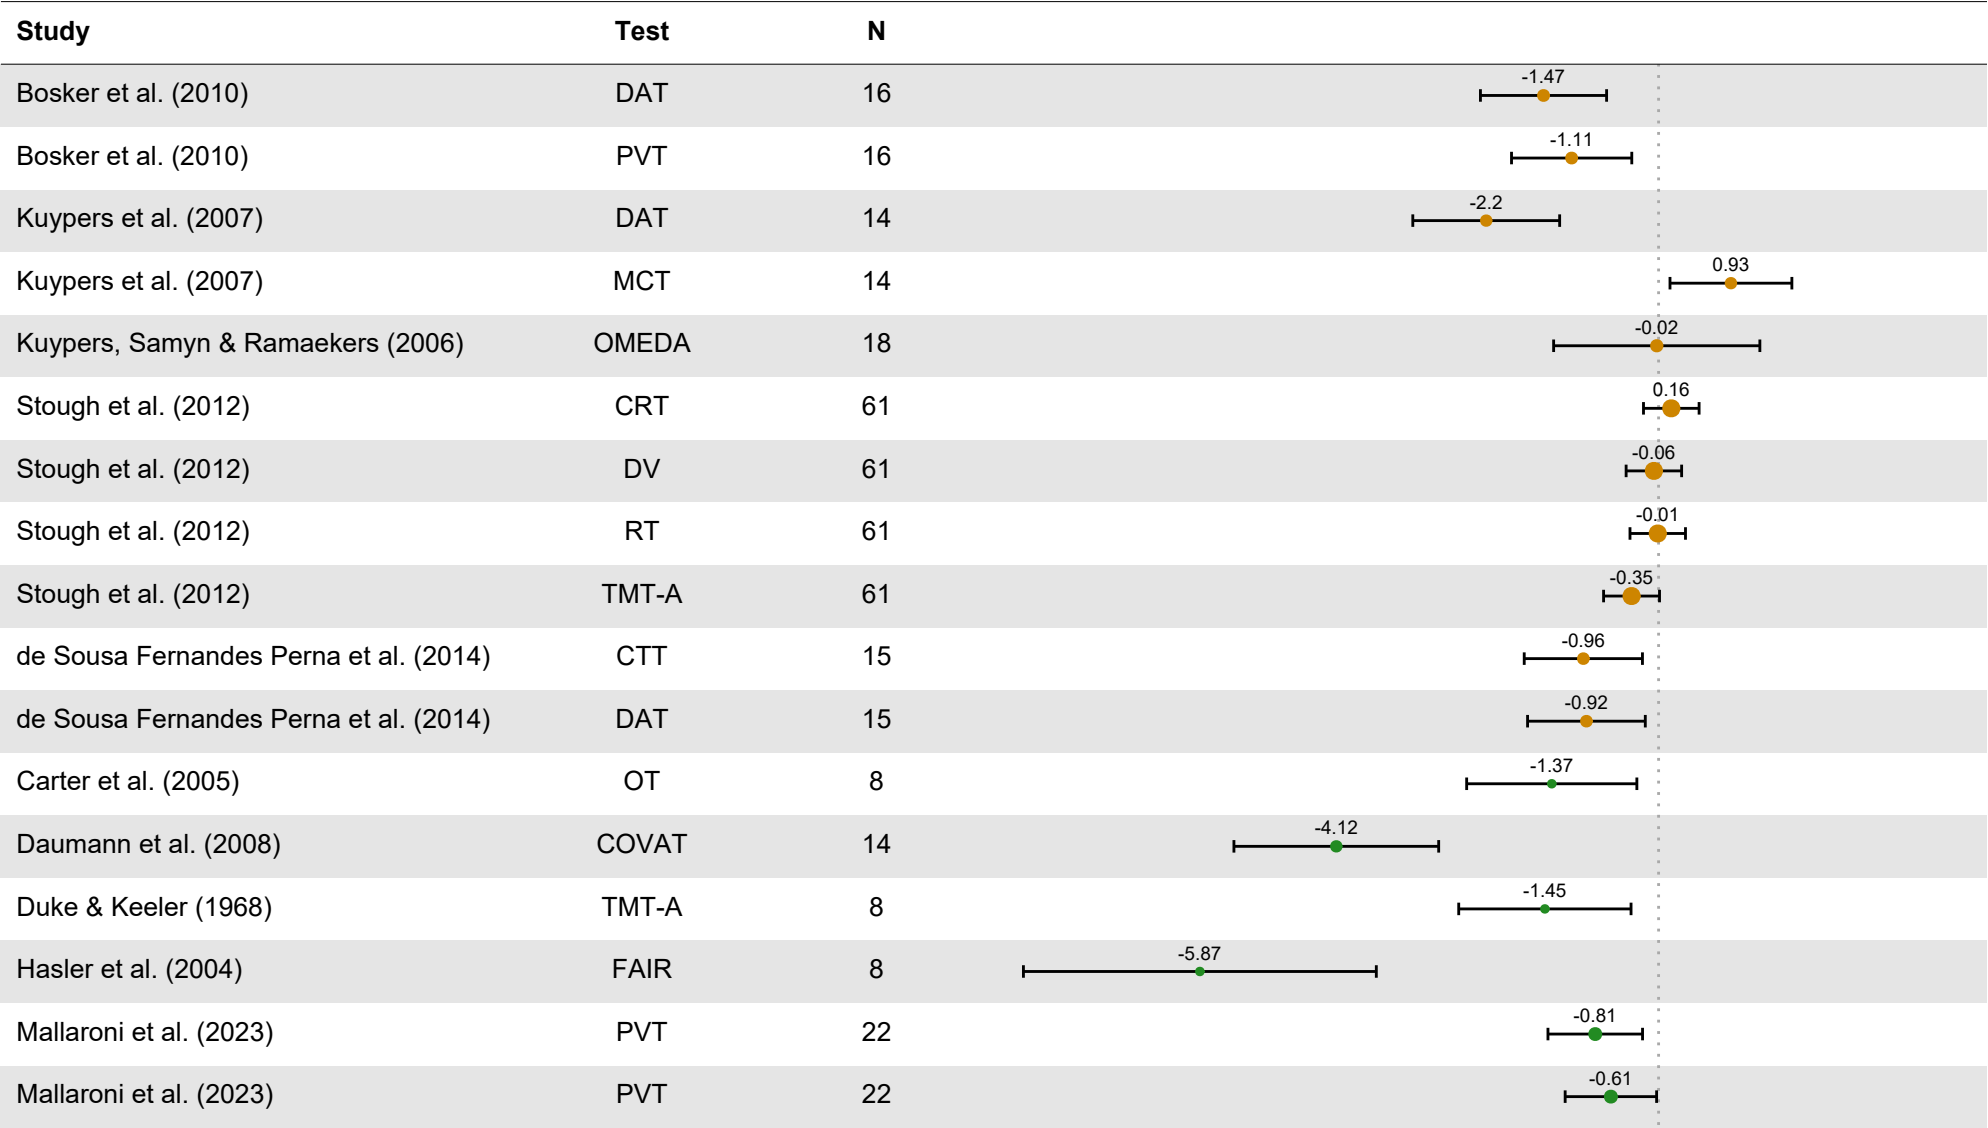 Study Test N
Bosker et al. (2010) DAT 16 -1.47
Bosker et al. (2010) PVT 16 -1.11
Kuypers et al. (2007) DAT 14 -2.2
Kuypers et al. (2007) MCT 14 0.93
Kuypers, Samyn & Ramaekers (2006) OMEDA 18 -0.02
Stough et al. (2012) CRT 61 0.16
Stough et al. (2012) DV 61 -0.06
Stough et al. (2012) RT 61 -0.01
Stough et al. (2012) TMT-A 61 -0.35
de Sousa Fernandes Perna et al. (2014) CTT 15 -0.96
de Sousa Fernandes Perna et al. (2014) DAT 15 -0.92
Carter et al. (2005) OT 8 -1.37
Daumann et al. (2008) COVAT 14 -4.12
Duke & Keeler (1968) TMT-A 8 -1.45
Hasler et al. (2004) FAIR 8 -5.87
Mallaroni et al. (2023) PVT 22 -0.81
Mallaroni et al. (2023) PVT 22 -0.61